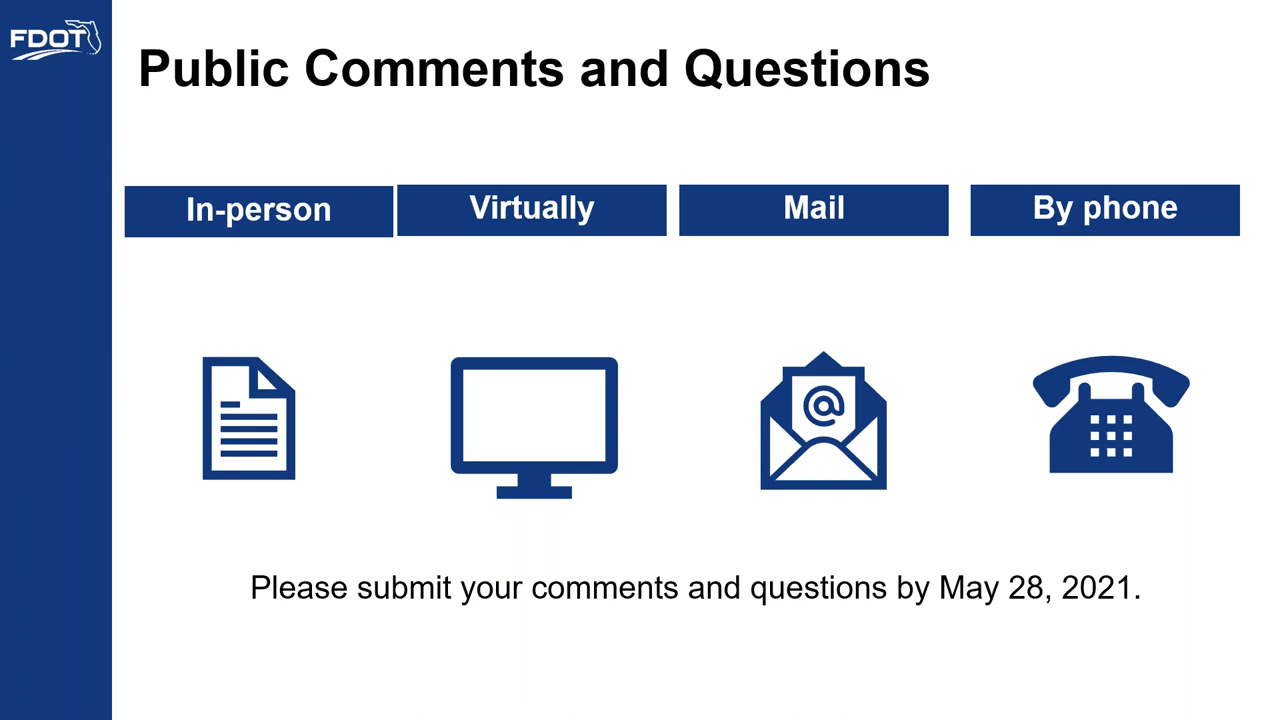 FDOT
Public Comments and Questions
In-person
Virtually
Mail
By phone
@
Please submit your comments and questions by May 28, 2021.